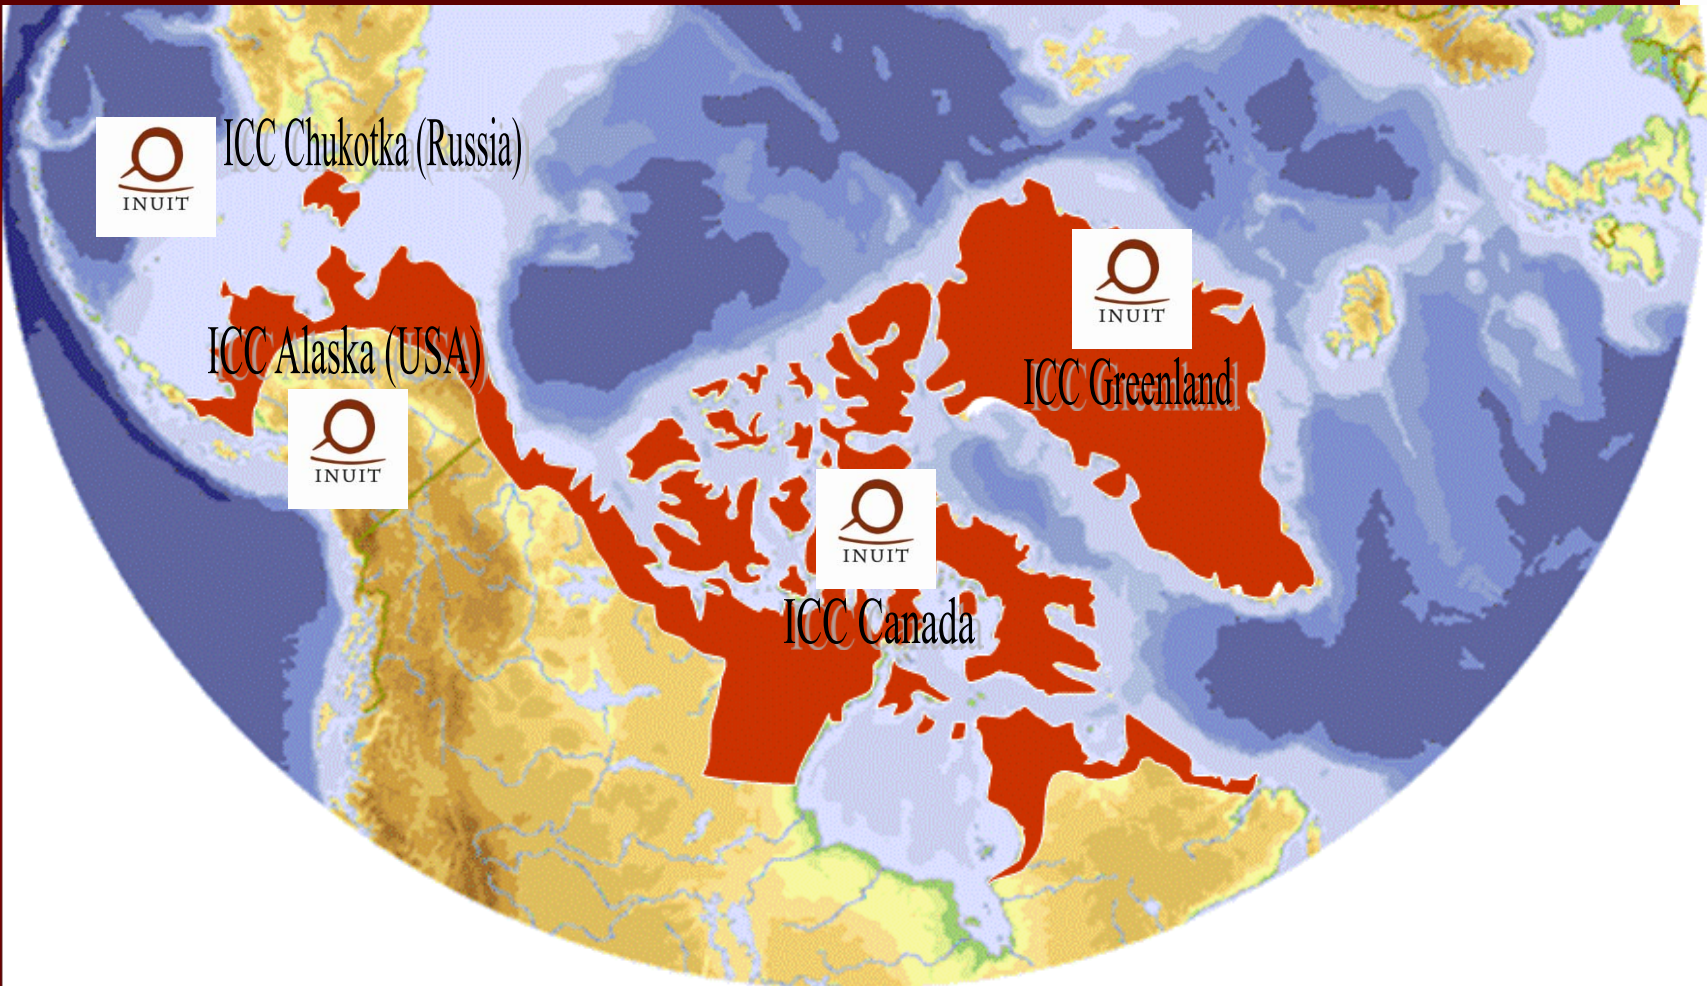 ICC Chukotka (Russia)
INUIT
INUIT
ICC Alaska (USA)
ICC Greenland
INUIT
INUIT
ICC Canada